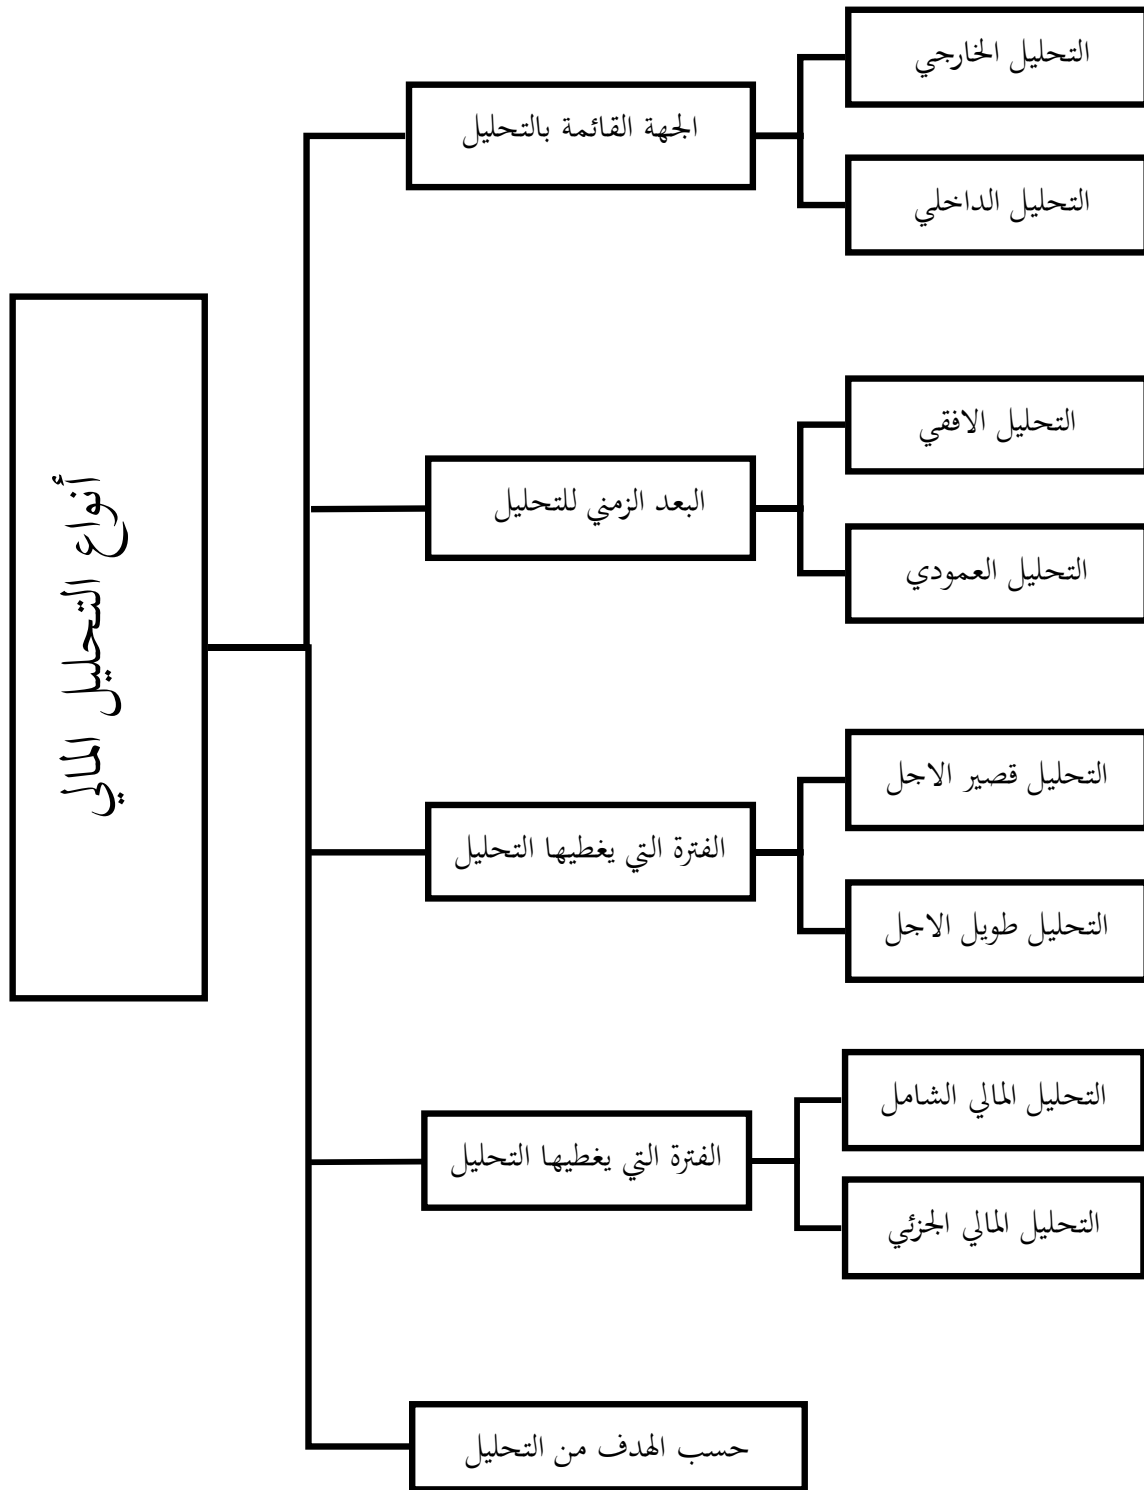 أنواع التحليل المالي
الجهة القائمة بالتحليل
التحليل الخارجي
التحليل الداخلي
البعد الزمني للتحليل
التحليل الافقي
التحليل العمودي
الفترة التي يغطيها التحليل
التحليل قصير الاجل
التحليل طويل الاجل
الفترة التي يغطيها التحليل
التحليل المالي الشامل
التحليل المالي الجزئي
حسب الهدف من التحليل